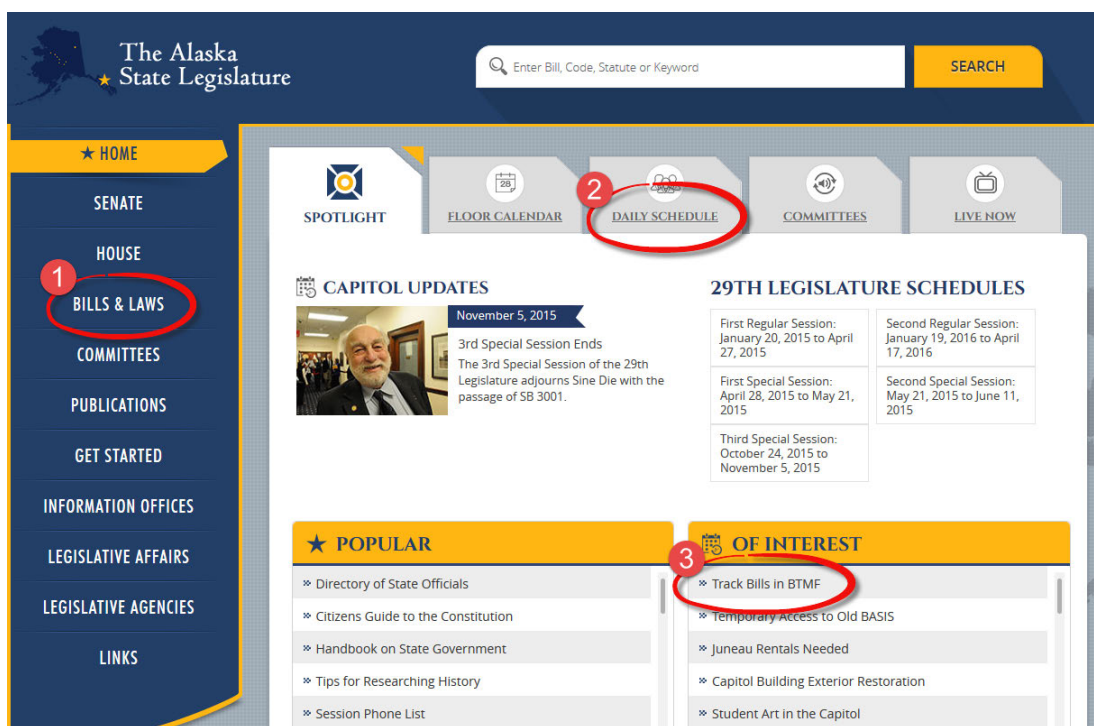 The Alaska
State Legislature
Enter Bill, Code, Statute or Keyword
SEARCH
HOME
SENATE
HOUSE
1
BILLS & LAWS
COMMITTEES
PUBLICATIONS
GET STARTED
INFORMATION OFFICES
LEGISLATIVE AFFAIRS
LEGISLATIVE AGENCIES
LINKS
SPOTLIGHT
28
FLOOR CALENDAR
2
DAILY SCHEDULE
COMMITTEES
LIVE NOW
CAPITOL UPDATES
November 5, 2015
3rd Special Session Ends
The 3rd Special Session of the 29th
Legislature adjourns Sine Die with the
passage of SB 3001.
29TH LEGISLATURE SCHEDULES
First Regular Session:
January 20, 2015 to April
27, 2015
Second Regular Session:
January 19, 2016 to April
17, 2016
First Special Session:
April 28, 2015 to May 21,
2015
Second Special Session:
May 21, 2015 to June 11,
2015
Third Special Session:
October 24, 2015 to
November 5, 2015
POPULAR
» Directory of State Officials
» Citizens Guide to the Constitution
» Handbook on State Government
» Tips for Researching History
» Session Phone List
OF INTEREST
3
» Track Bills in BTMF
» Temporary Access to Old BASIS
» Juneau Rentals Needed
» Capitol Building Exterior Restoration
» Student Art in the Capitol